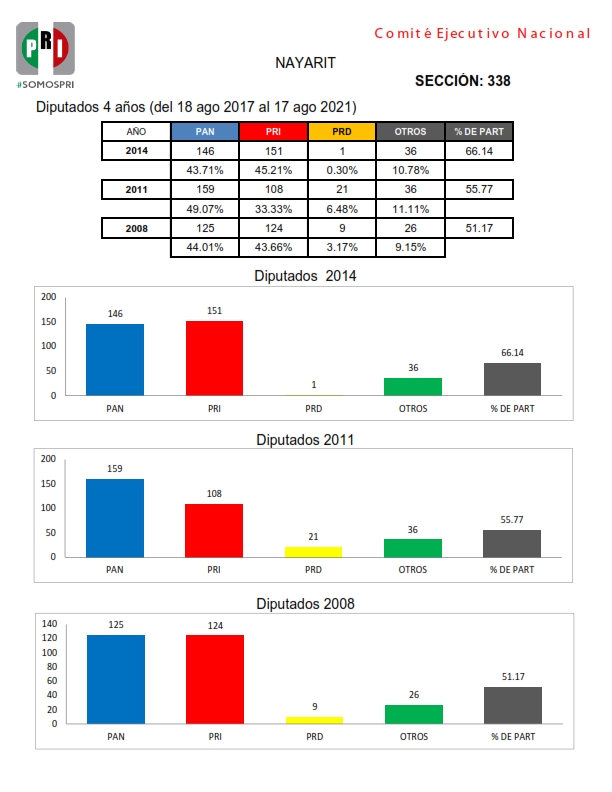 Comité Ejecutivo Nacional
PRI
#SOMOSPRI
NAYARIT
SECCIÓN: 338
Diputados 4 años (del 18 ago 2017 al 17 ago 2021)
AÑO PAN PRI PRD OTROS % DE PART
2014 146 151 1 36 66.14
43.71% 45.21% 0.30% 10.78%
2011 159 108 21 36 55.77
49.07% 33.33% 6.48% 11.11%
2008 125 124 9 26 51.17
44.01% 43.66% 3.17% 9.15%
Diputados 2014
200
150
100
50
0
146 151 1 36 66.14
PAN PRI PRD OTROS % DE PART
Diputados 2011
200
150
100
50
0
159 108 21 36 55.77
PAN PRI PRD OTROS % DE PART
Diputados 2008
140
120
100
80
60
40
20
0
125 124 9 26 51.17
PAN PRI PRD OTROS % DE PART